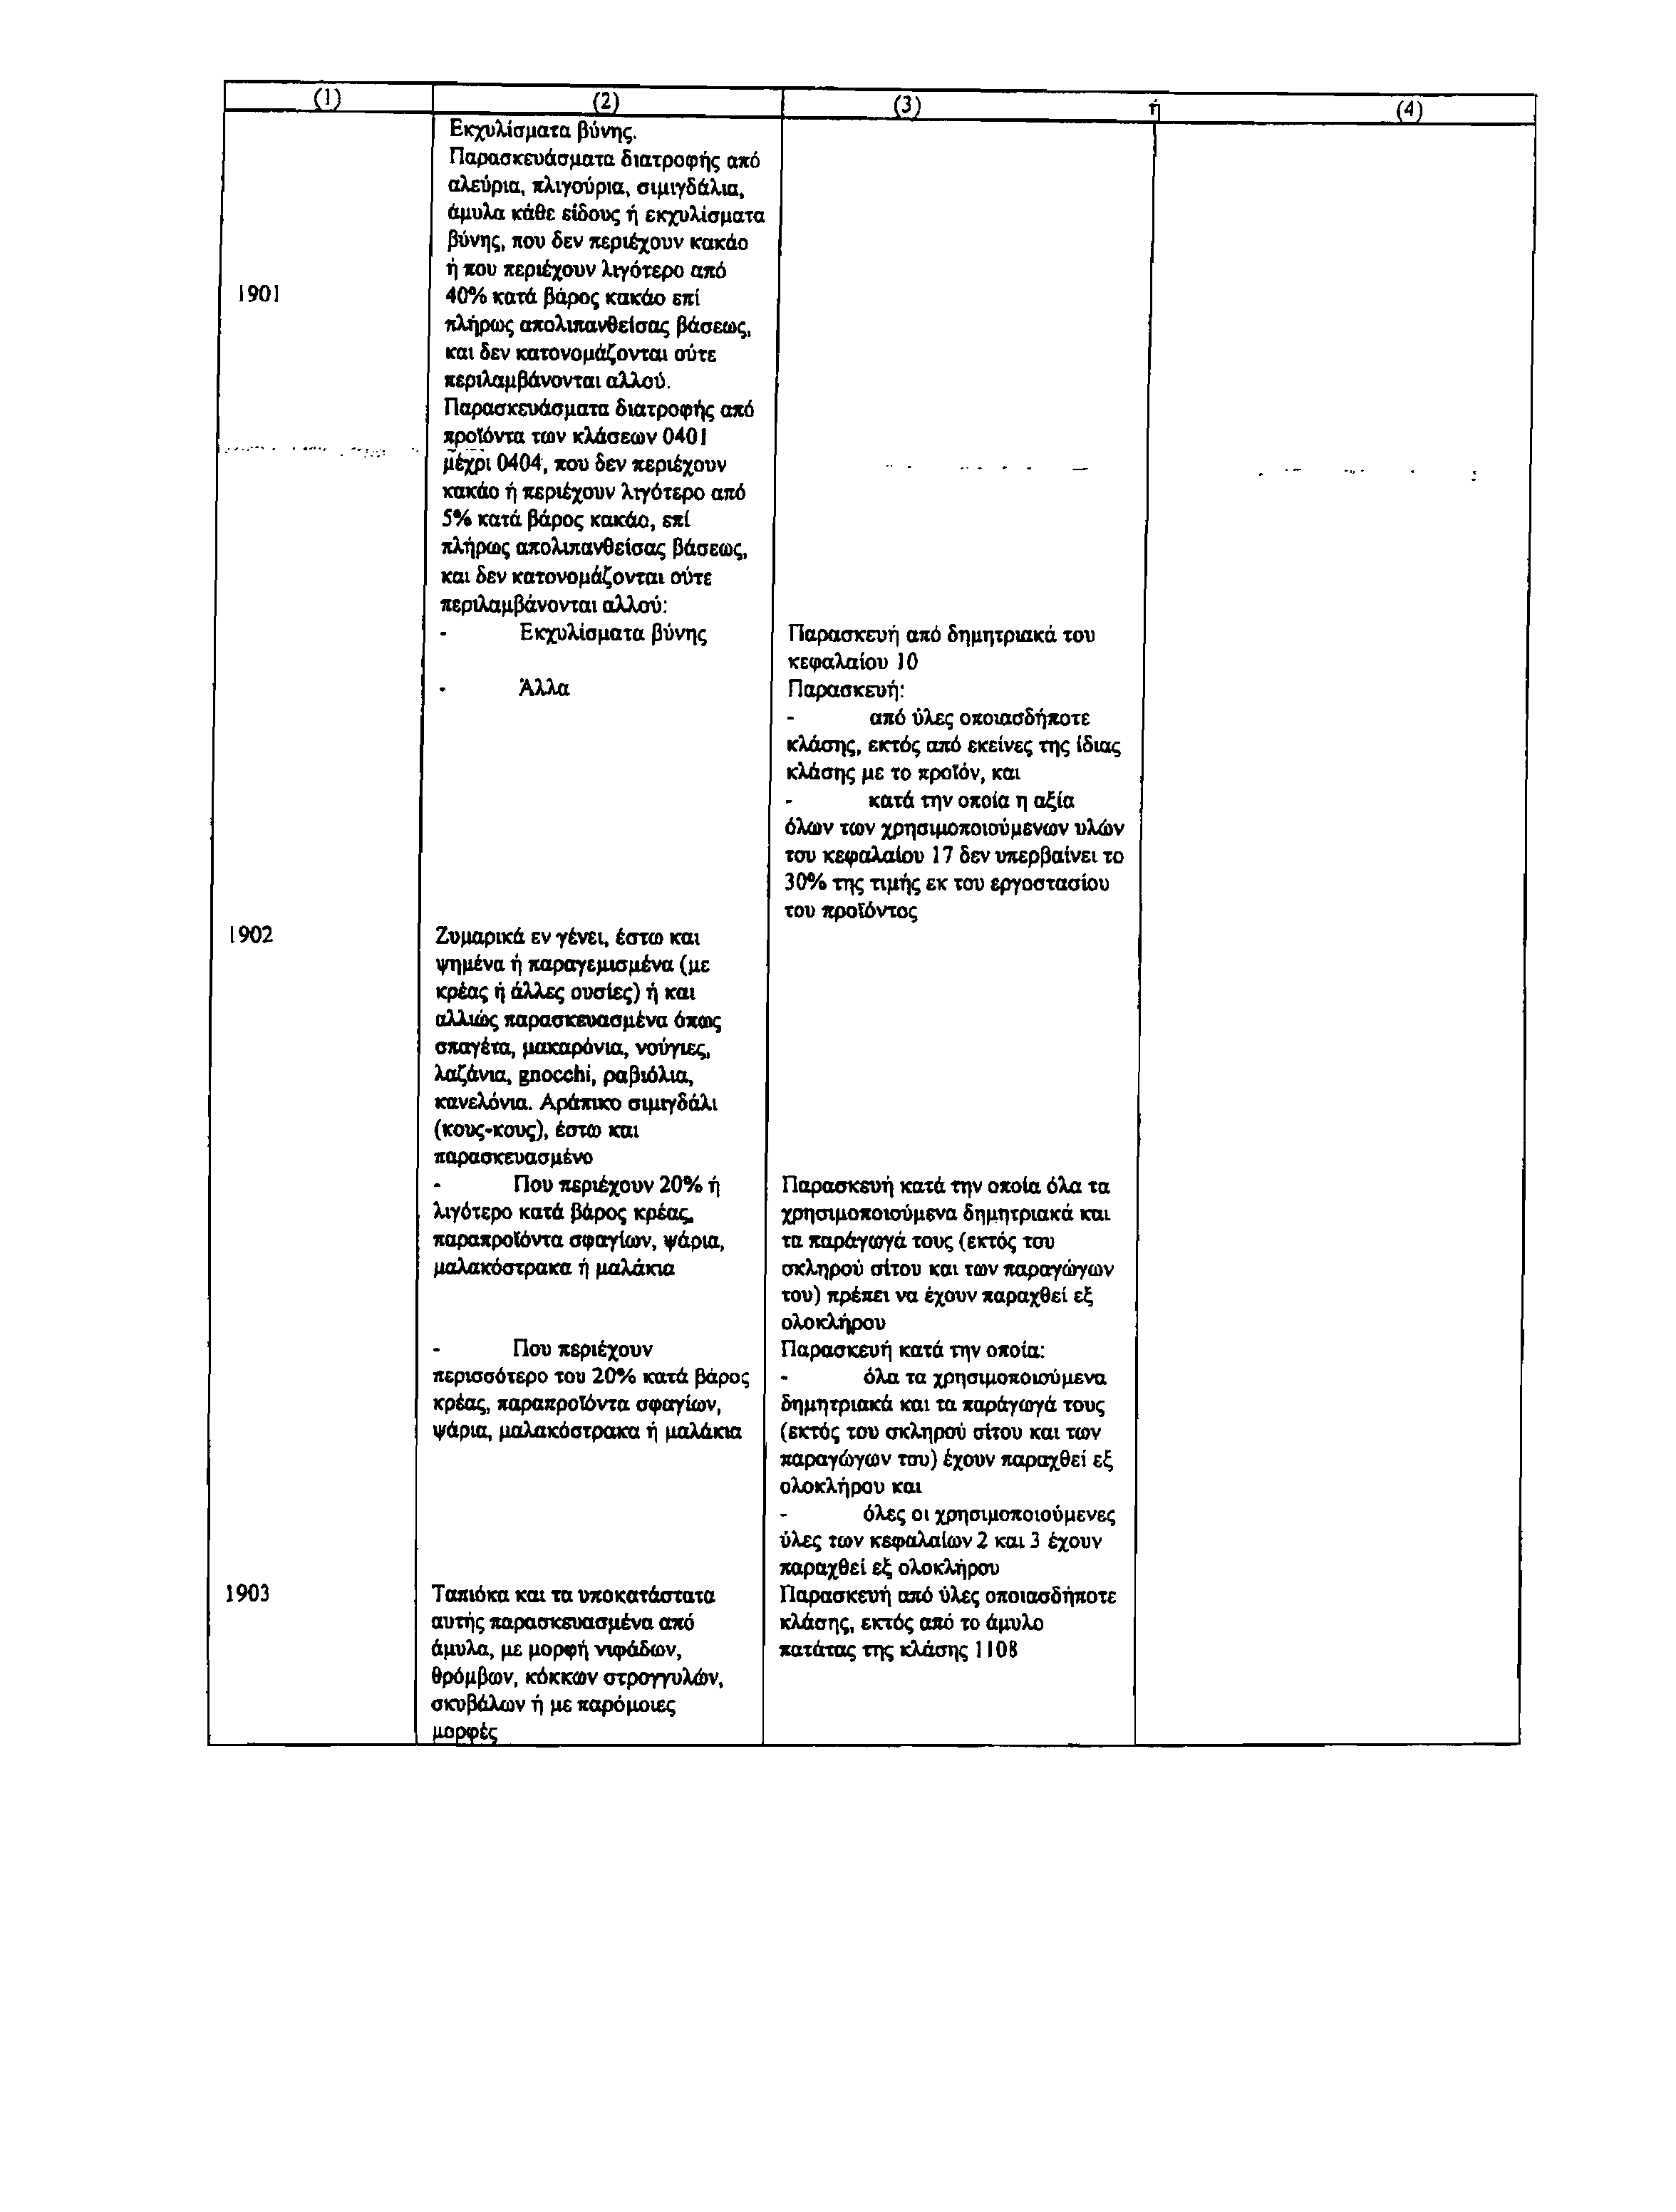 (1) (2) (3) ή (4)
Εκχυλίσματα βύνης.
Παρασκευάσματα διατροφής από
αλεύρια, πλιγούρια, σιμιγδάλια,
άμυλα κάθε είδους ή εκχυλίσματα
βύνης, που δεν περιέχουν κακάο
ή που περιέχουν λιγότερο από
1901 40% κατά βάρος κακάο επί
πλήρως απολιπανθείσας βάσεως,
και δεν κατονομάζονται ούτε
περιλαμβάνονται αλλού.
Παρασκευάσματα διατροφής από
προϊόντα των κλάσεων 0401
μέχρι 0404, που δεν περιέχουν
κακάο ή περιέχουν λιγότερο από
5% κατά βάρος κακάο, επί
πλήρως απολιπανθείσας βάσεως,
και δεν κατονομάζονται ούτε
περιλαμβάνονται αλλού:
- Εκχυλίσματα βύνης
Παρασκευή από δημητριακά του
κεφαλαίου 10
- Άλλα
Παρασκευή:
- από ύλες οποιασδήποτε
κλάσης, εκτός από εκείνες της ίδιας
κλάσης με το προϊόν, και
- κατά την οποία η αξία
όλων των χρησιμοποιούμενων υλών
του κεφαλαίου 17 δεν υπερβαίνει το
30% της τιμής εκ του εργοστασίου
του προϊόντος
1902 Ζυμαρικά εν γένει, έστω και
ψημένα ή παραγεμισμένα (με
κρέας ή άλλες ουσίες) ή και
αλλιώς παρασκευασμένα όπως
σπαγέτα, μακαρόνια, νούγιες,
λαζάνια, gnocchi, ραβιόλια,
κανελόνια. Αράπικο σιμιγδάλι
(κους-κους), έστω και
παρασκευασμένο
- Που περιέχουν 20% ή
λιγότερο κατά βάρος κρέας,
παραπροϊόντα σφαγίων, ψάρια,
μαλακόστρακα ή μαλάκια
Παρασκευή κατά την οποία όλα τα
χρησιμοποιούμενα δημητριακά και
τα παράγωγά τους (εκτός του
σκληρού σίτου και των παραγώγων
του) πρέπει να έχουν παραχθεί εξ
ολοκλήρου
- Που περιέχουν
περισσότερο του 20% κατά βάρος
κρέας, παραπροϊόντα σφαγίων,
ψάρια, μαλακόστρακα ή μαλάκια
Παρασκευή κατά την οποία:
- όλα τα χρησιμοποιούμενα
δημητριακά και τα παράγωγά τους
(εκτός του σκληρού σίτου και των
παραγώγων του) έχουν παραχθεί εξ
ολοκλήρου και
- όλες οι χρησιμοποιούμενες
ύλες των κεφαλαίων 2 και 3 έχουν
παραχθεί εξ ολοκλήρου
1903 Ταπιόκα και τα υποκατάστατα
αυτής παρασκευασμένα από
άμυλα, με μορφή νιφάδων,
θρόμβων, κόκκων στρογγυλών,
σκυβάλων ή με παρόμοιες
μορφές
Παρασκευή από ύλες οποιασδήποτε
κλάσης, εκτός από το άμυλο
πατάτας της κλάσης 1108